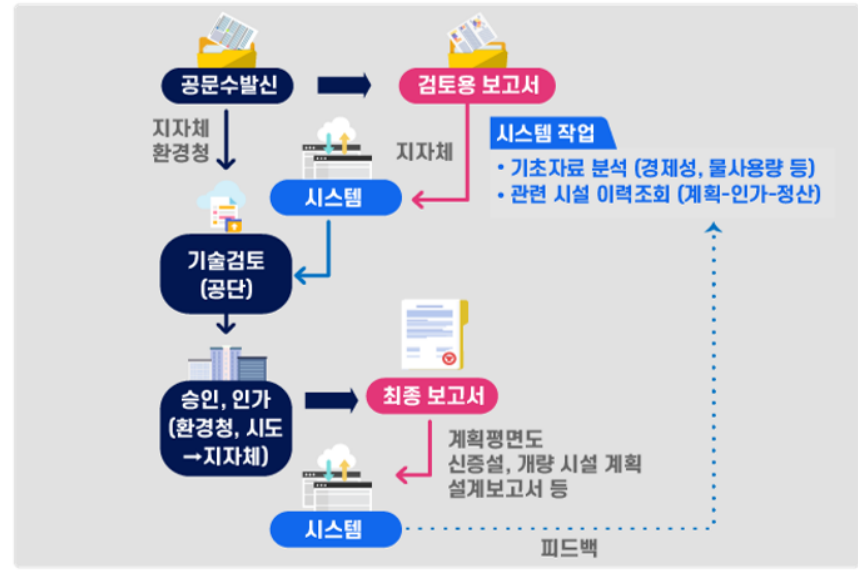 공문수발신
검토용 보고서
지자체
환경청
지자체
시스템 작업
• 기초자료 분석 (경제성, 물사용량 등)
• 관련 시설 이력조회 (계획-인가-정산)
시스템
기술검토
(공단)
승인, 인가
(환경청, 시도
→지자체)
최종 보고서
계획평면도
신증설, 개량 시설 계획
설계보고서 등
시스템
피드백